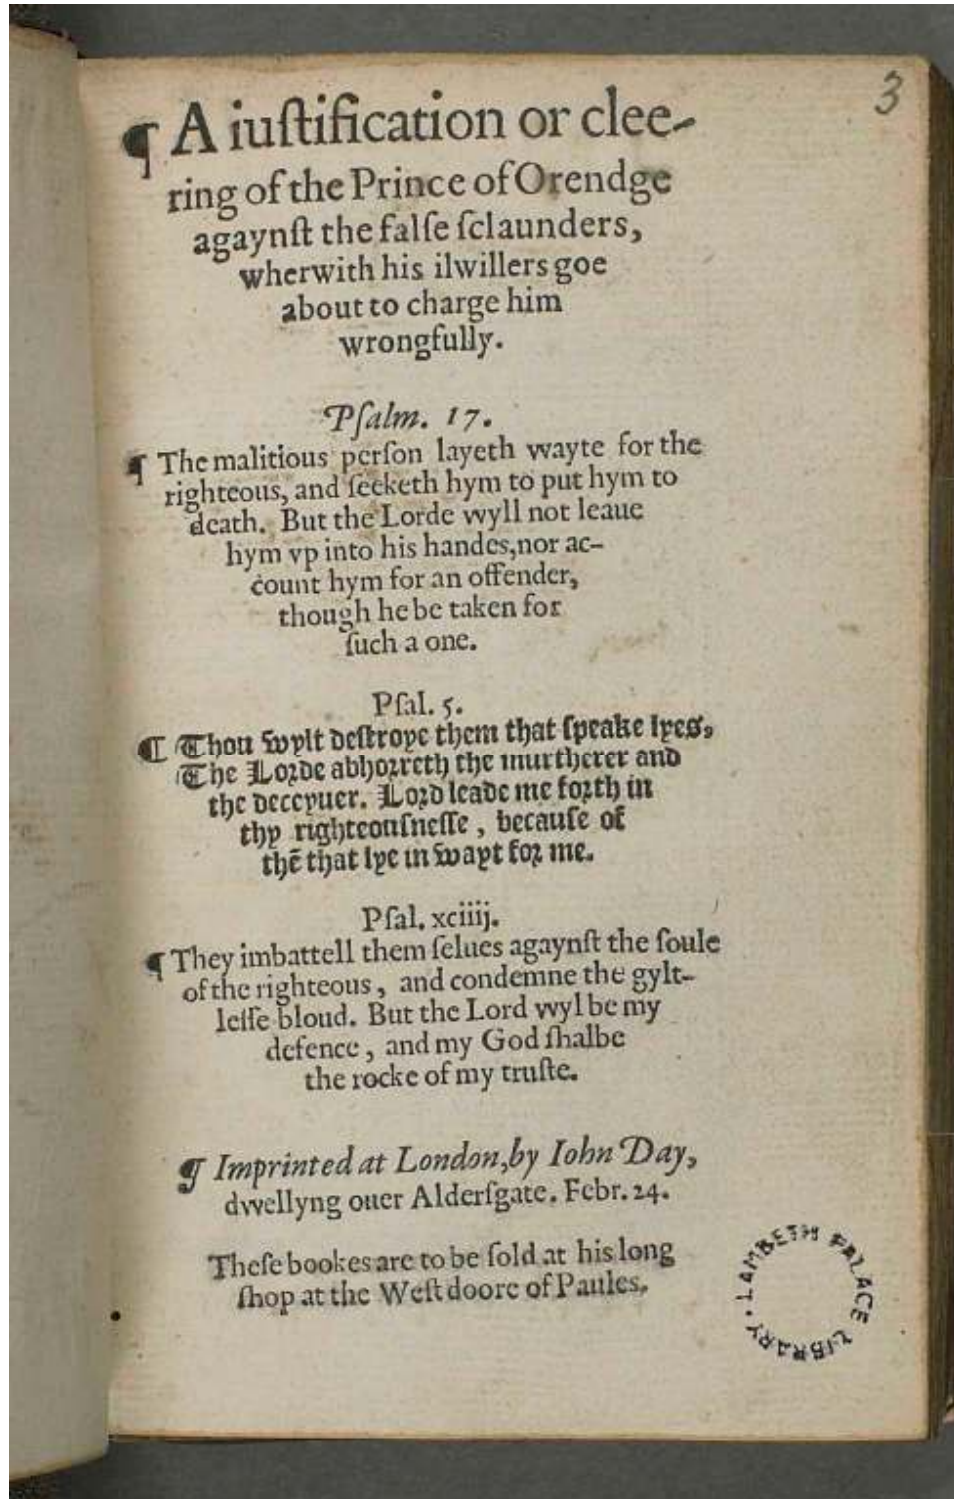 3
¶ A iuſtification or clee-
ring of the Prince of Orendge
agaynſt the falſe ſclaunders,
wherwith his ilwillers goe
about to charge him
wrongfully.
Pſalm. 17.
¶ The malitious perſon layeth wayte for the
righteous, and ſeeketh hym to put hym to
death. But the Lorde wyll not leaue
hym vp into his handes, nor ac-
count hym for an offender,
though he be taken for
ſuch a one.
Pſal. 5.
¶ Thou wylt deſtroye them that ſpeake lyes,
The Lorde abhorreth the murtherer and
the deceyuer. Lord leade me forth in
thy righteouſneſſe, becauſe of
thē that lye in wayt for me.
Pſal. xciiij.
¶ They imbattell them ſelues agaynſt the ſoule
of the righteous, and condemne the gylt-
leſſe bloud. But the Lord wyl be my
defence, and my God ſhalbe
the rocke of my truſte.
¶ Imprinted at London, by Iohn Day,
dwellyng ouer Alderſgate. Febr. 24.
Theſe bookes are to be ſold at his long
ſhop at the Weſt doore of Paules.
LAMBETH PALACE LIBRARY